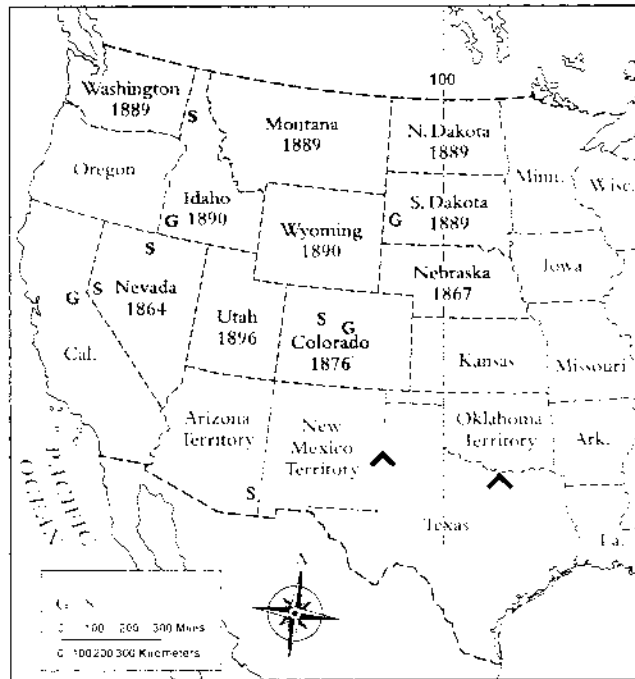 100
Washington
1889
S
Montana
1889
N. Dakota
1889
Oregon
Minn.
Wisc.
Idaho
1890
G
S. Dakota
1889
G
Wyoming
1890
S
Nebraska
1867
Iowa
G
S
Nevada
1864
Utah
1896
S
G
Colorado
1876
Cal.
Kansas
Missouri
Arizona
Territory
New
Mexico
Territory
Oklahoma
Territory
Ark.
S
Texas
La.
PACIFIC
OCEAN
N
G S
0 100 200 300 Miles
0 100 200 300 Kilometers